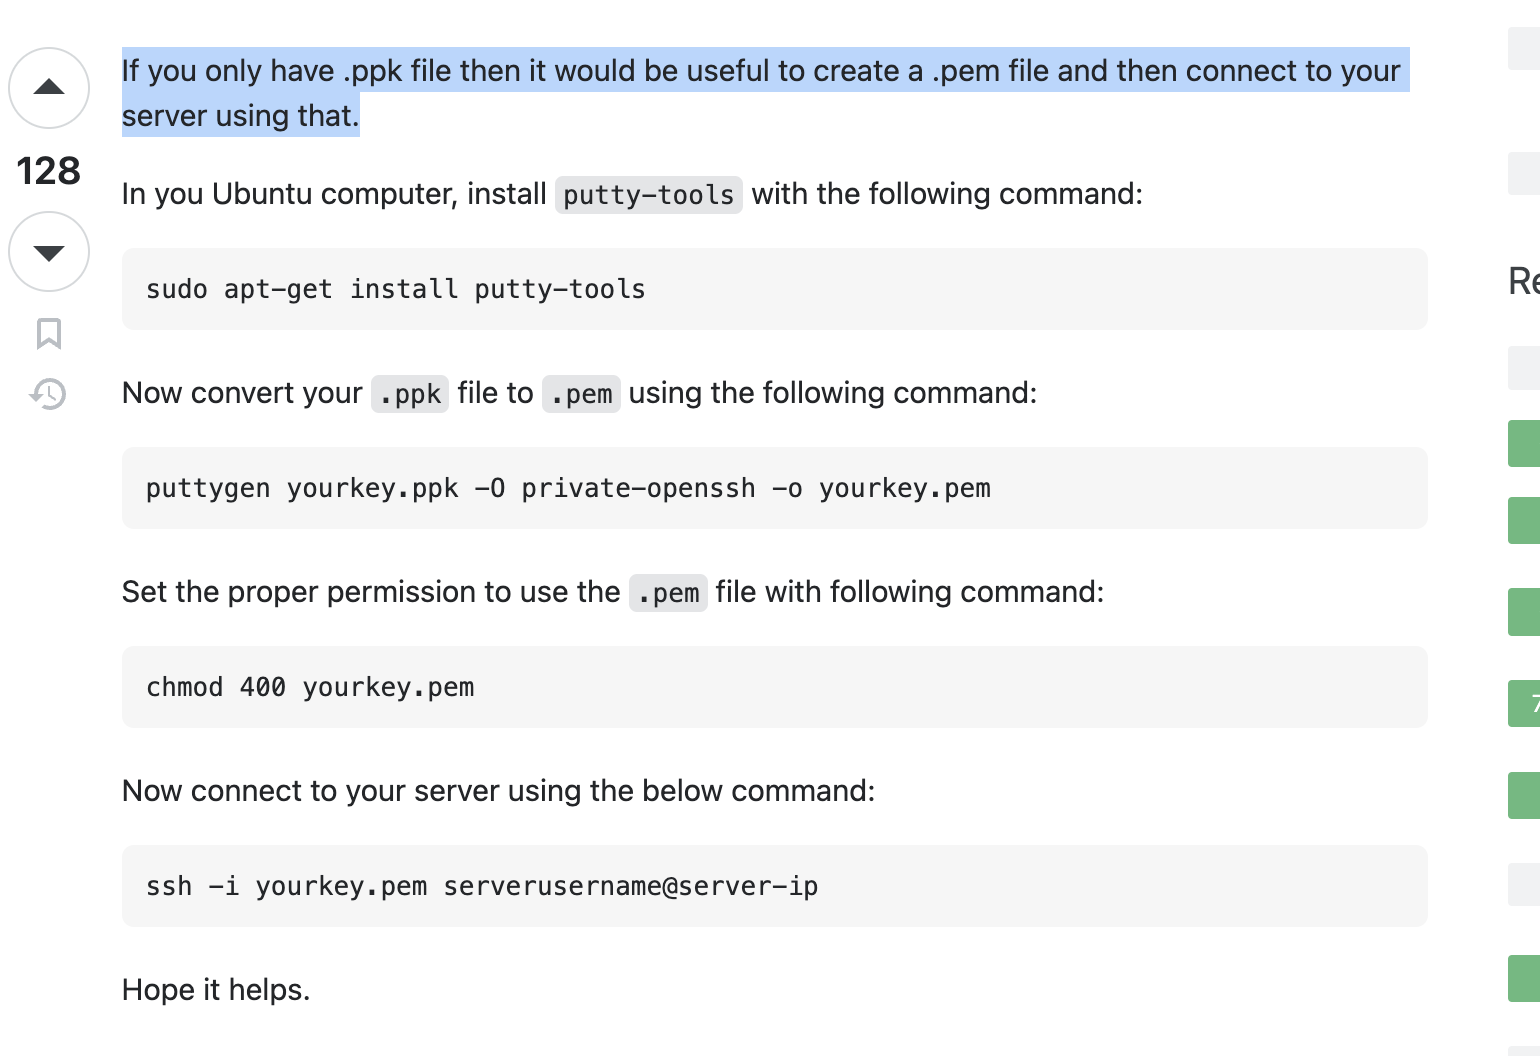 If you only have .ppk file then it would be useful to create a .pem file and then connect to your
server using that.
128
In you Ubuntu computer, install putty-tools with the following command:
sudo apt-get install putty-tools
Now convert your .ppk file to .pem using the following command:
puttygen yourkey.ppk -O private-openssh -o yourkey.pem
Set the proper permission to use the .pem file with following command:
chmod 400 yourkey.pem
Now connect to your server using the below command:
ssh -i yourkey.pem serverusername@server-ip
Hope it helps.